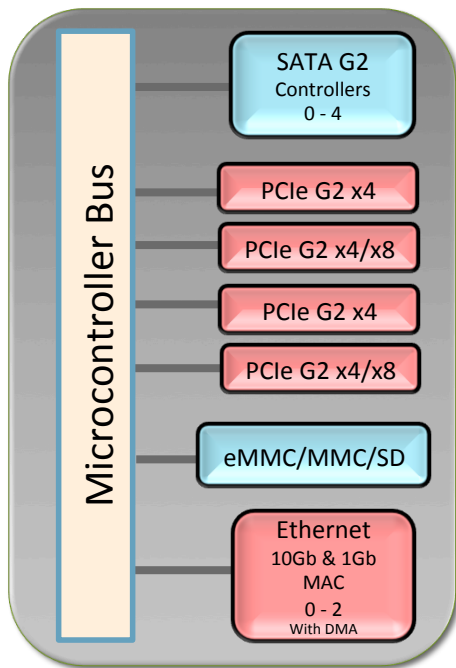 Microcontroller Bus
SATA G2
Controllers
0 - 4
PCIe G2 x4
PCIe G2 x4/x8
PCIe G2 x4
PCIe G2 x4/x8
eMMC/MMC/SD
Ethernet
10Gb & 1Gb
MAC
0 - 2
With DMA